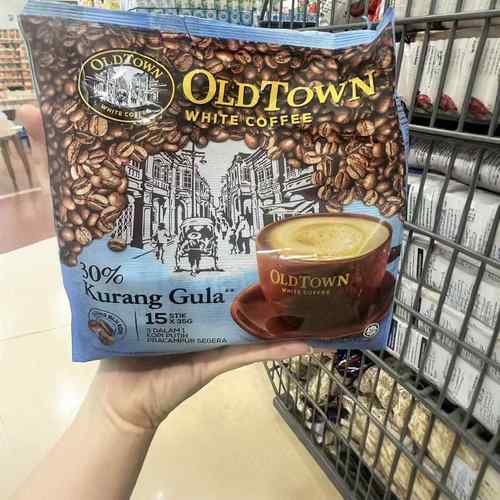 OLDTOWN
WHITE COFFEE
OLDTOWN
WHITE COFFEE
30%
Kurang Gula**
15 STIK X 35G
3 DALAM 1
KOPI PUTIH
PRACAMPUR SEGERA
OLDTOWN
WHITE COFFEE